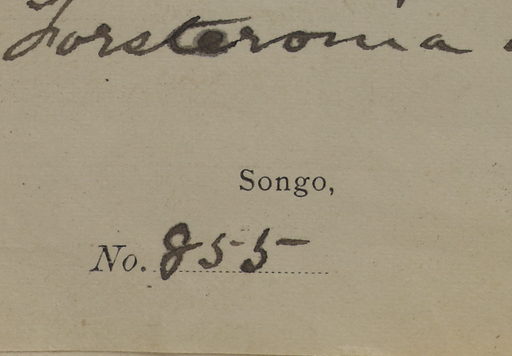 Forsteronia
Songo,
No. 855